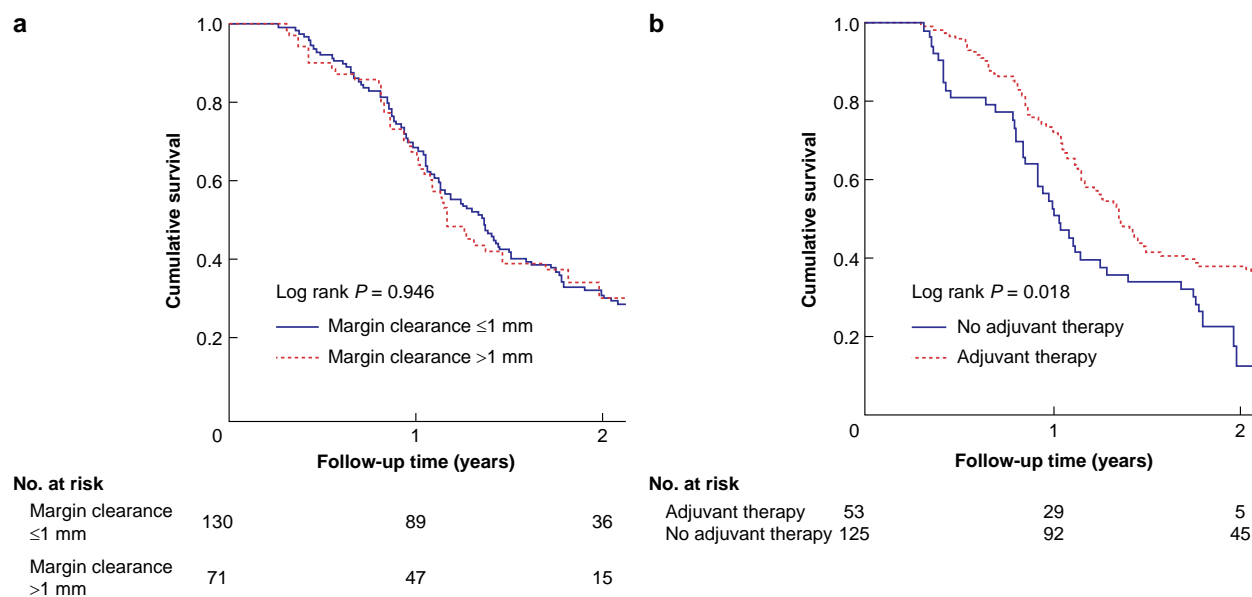 a
1.0
0.8
0.6
0.4
0.2
0
1
2
Cumulative survival
Log rank P = 0.946
Margin clearance ≤1 mm
Margin clearance >1 mm
Follow-up time (years)
No. at risk
Margin clearance
≤1 mm 130 89 36
Margin clearance
>1 mm 71 47 15
b
1.0
0.8
0.6
0.4
0.2
0
1
2
Cumulative survival
Log rank P = 0.018
No adjuvant therapy
Adjuvant therapy
Follow-up time (years)
No. at risk
Adjuvant therapy 53 29 5
No adjuvant therapy 125 92 45